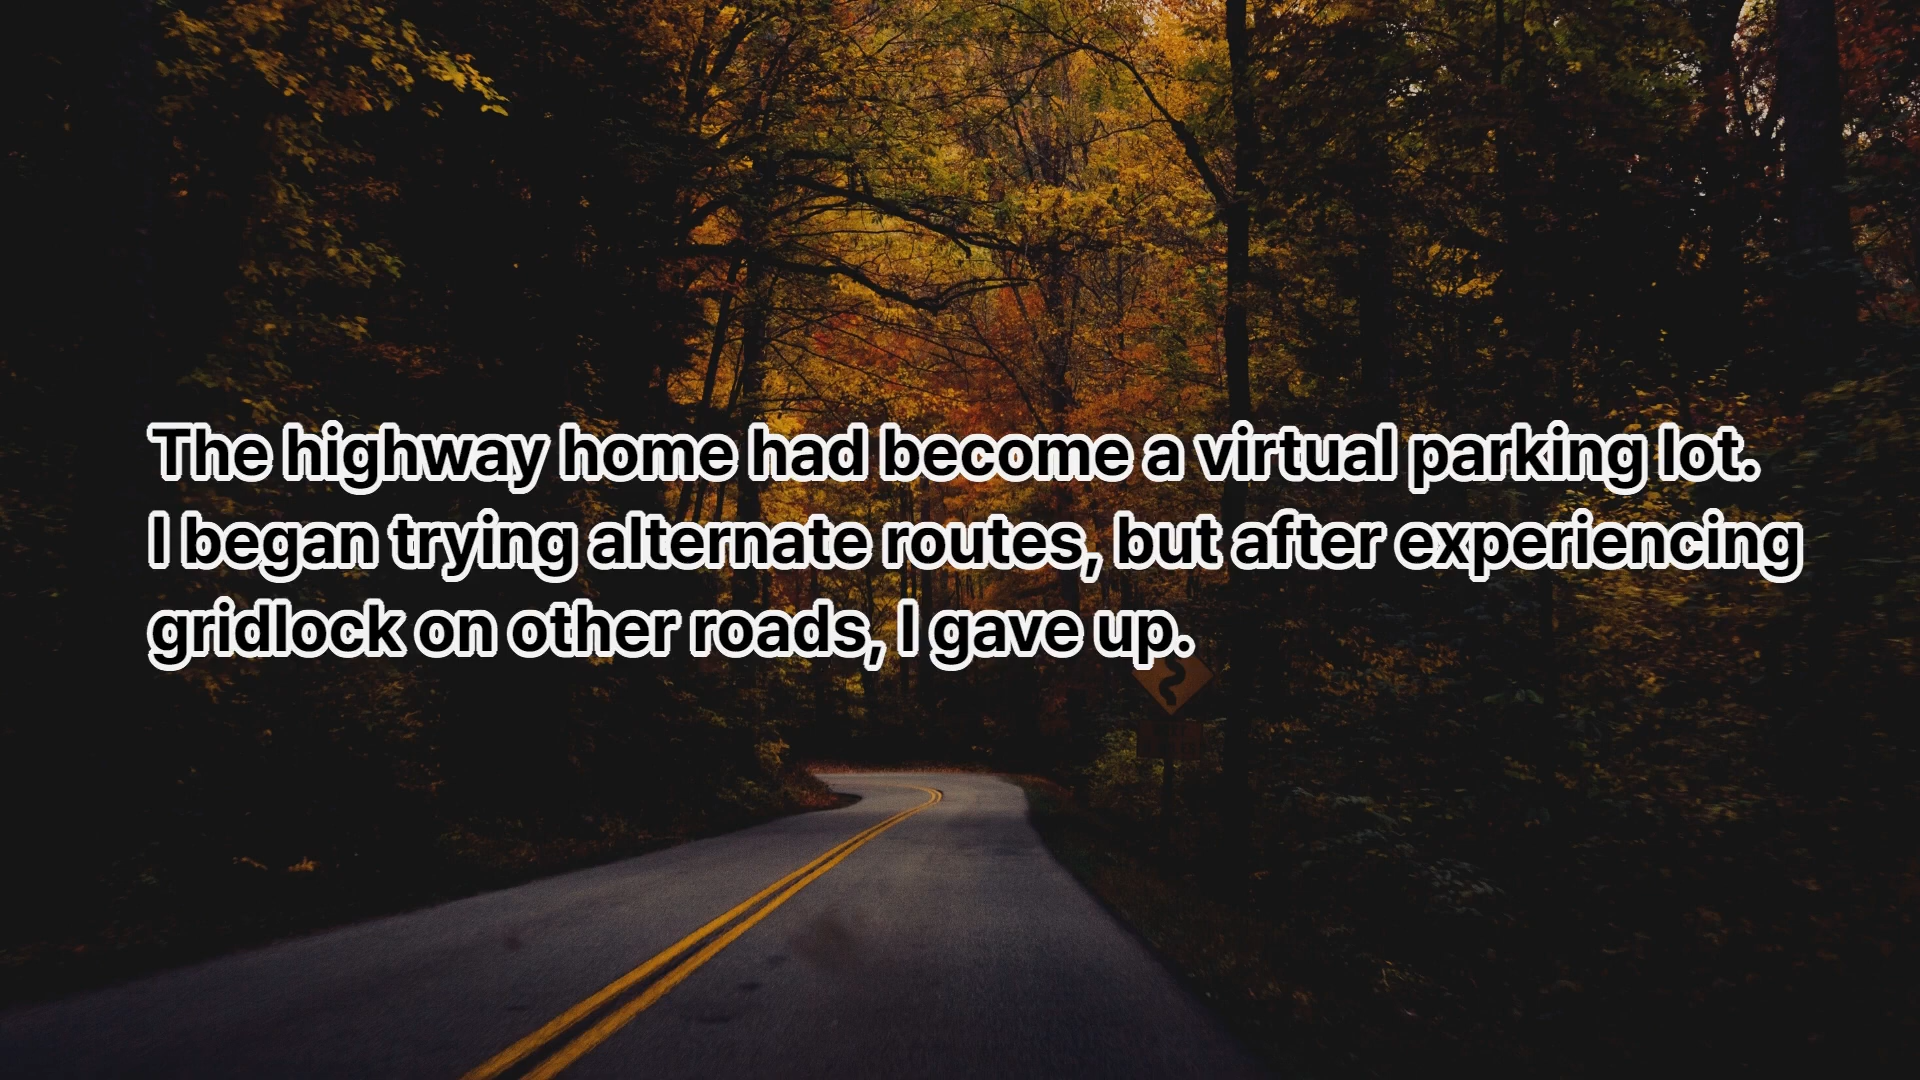 The highway home had become a virtual parking lot.
I began trying alternate routes, but after experiencing
gridlock on other roads, I gave up.